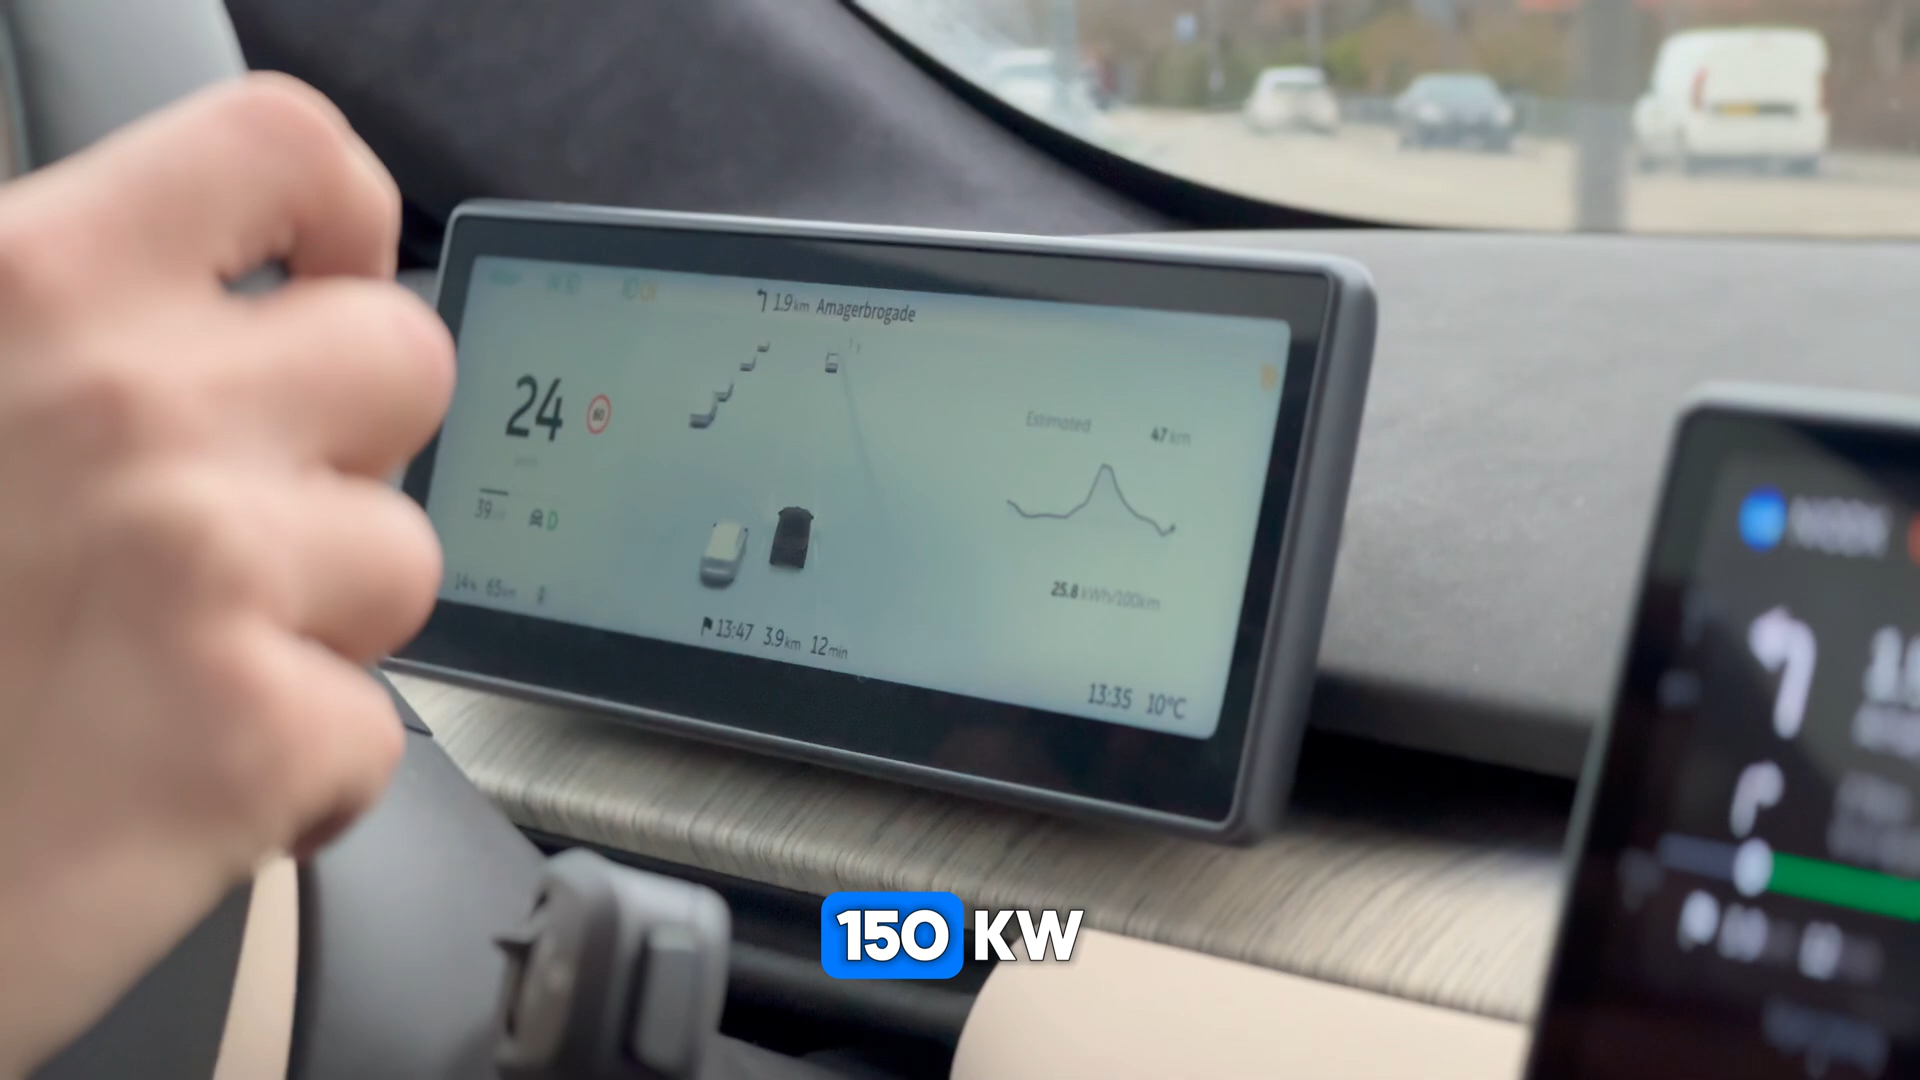 1.9 km Amagerbrogade
24 60
Estimated 47 km
39
D
14% 65 km
25.8 kWh/100km
13:47 3.9 km 12 min
13:35 10°C
150 KW